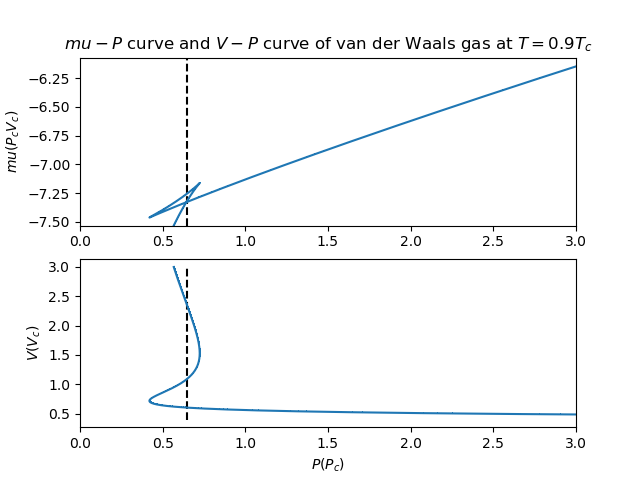 mu − P curve and V − P curve of van der Waals gas at T = 0.9T_c
mu(P_cV_c)
−6.25
−6.50
−6.75
−7.00
−7.25
−7.50
0.0 0.5 1.0 1.5 2.0 2.5 3.0
V(V_c)
3.0
2.5
2.0
1.5
1.0
0.5
0.0 0.5 1.0 1.5 2.0 2.5 3.0
P(P_c)